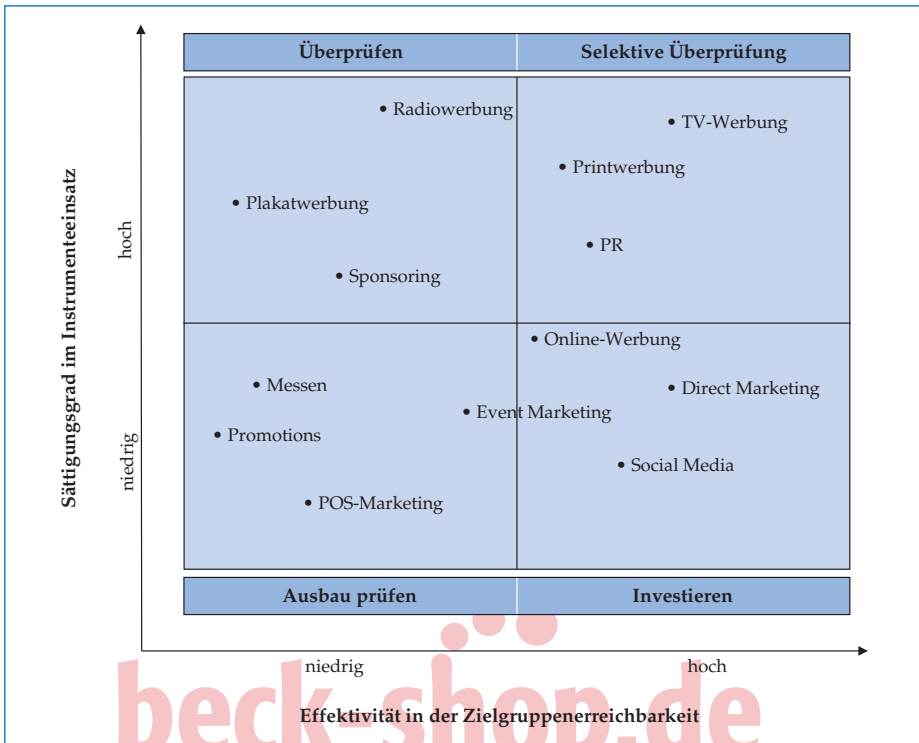 Überprüfen
Selektive Überprüfung
Radiowerbung
TV-Werbung
Printwerbung
Plakatwerbung
PR
Sponsoring
Online-Werbung
Messen
Direct Marketing
Event Marketing
Promotions
Social Media
POS-Marketing
Ausbau prüfen
Investieren
Sättigungsgrad im Instrumenteeinsatz
hoch
niedrig
niedrig
hoch
Effektivität in der Zielgruppenerreichbarkeit
beck-shop.de